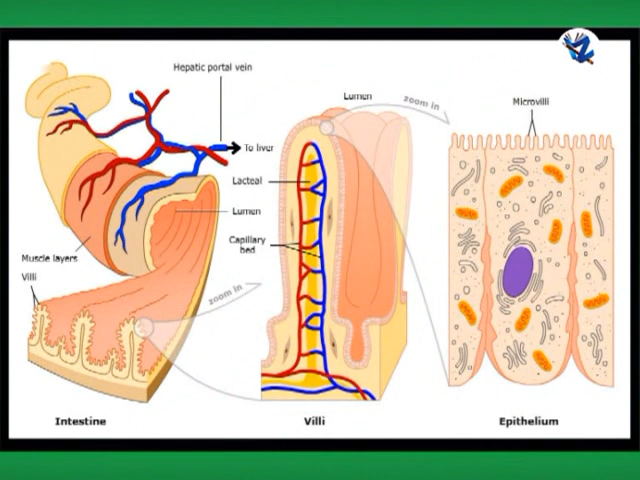 Hepatic portal vein
Lumen
zoom in
Microvilli
To liver
Lacteal
Lumen
Capillary
bed
Muscle layers
Villi
zoom in
Intestine
Villi
Epithelium